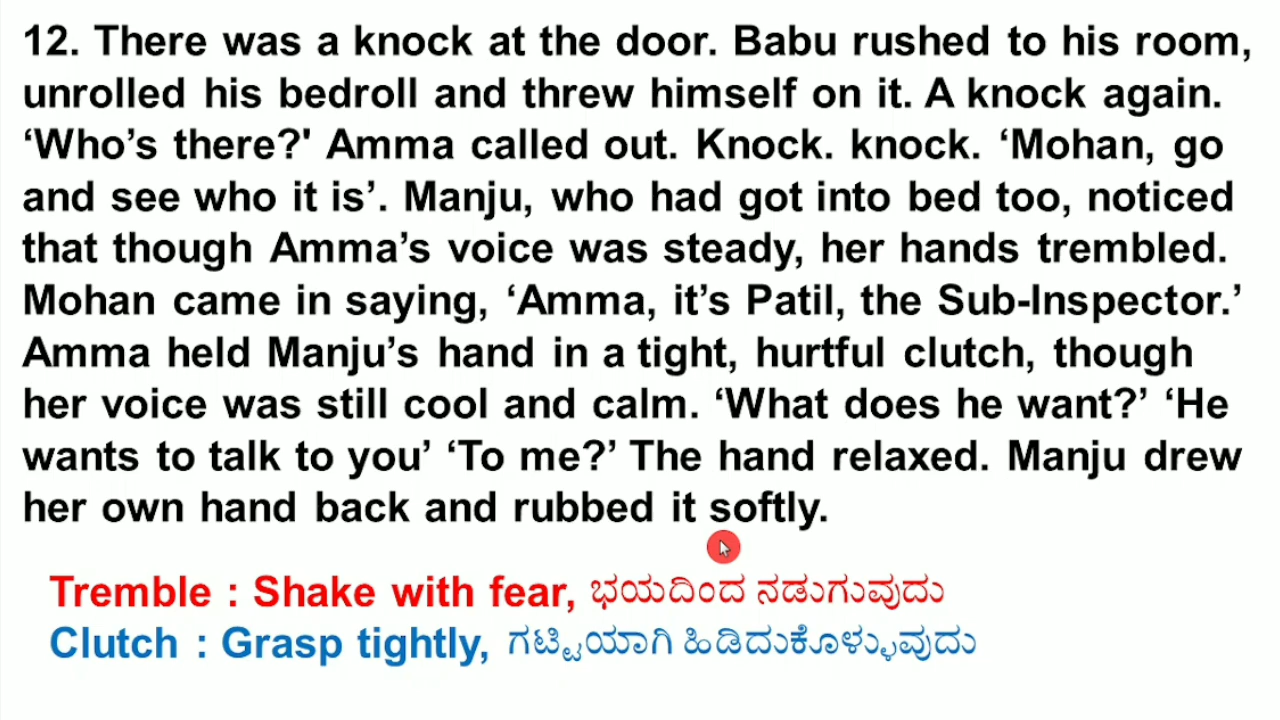 12. There was a knock at the door. Babu rushed to his room,
unrolled his bedroll and threw himself on it. A knock again.
‘Who’s there?' Amma called out. Knock. knock. ‘Mohan, go
and see who it is’. Manju, who had got into bed too, noticed
that though Amma’s voice was steady, her hands trembled.
Mohan came in saying, ‘Amma, it’s Patil, the Sub-Inspector.’
Amma held Manju’s hand in a tight, hurtful clutch, though
her voice was still cool and calm. ‘What does he want?’ ‘He
wants to talk to you’ ‘To me?’ The hand relaxed. Manju drew
her own hand back and rubbed it softly.
Tremble : Shake with fear, ಭಯದಿಂದ ನಡುಗುವುದು
Clutch : Grasp tightly, ಗಟ್ಟಿಯಾಗಿ ಹಿಡಿದುಕೊಳ್ಳುವುದು